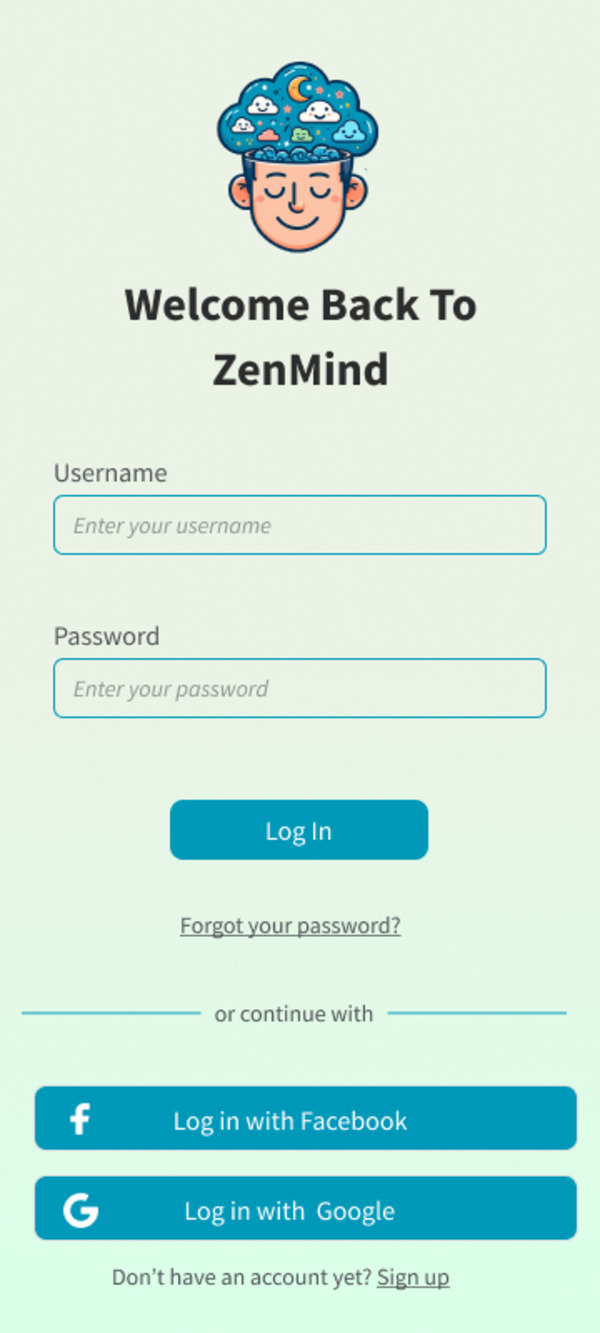 Welcome Back To
ZenMind
Username
Enter your username
Password
Enter your password
Log In
Forgot your password?
or continue with
Log in with Facebook
Log in with  Google
Don’t have an account yet? Sign up